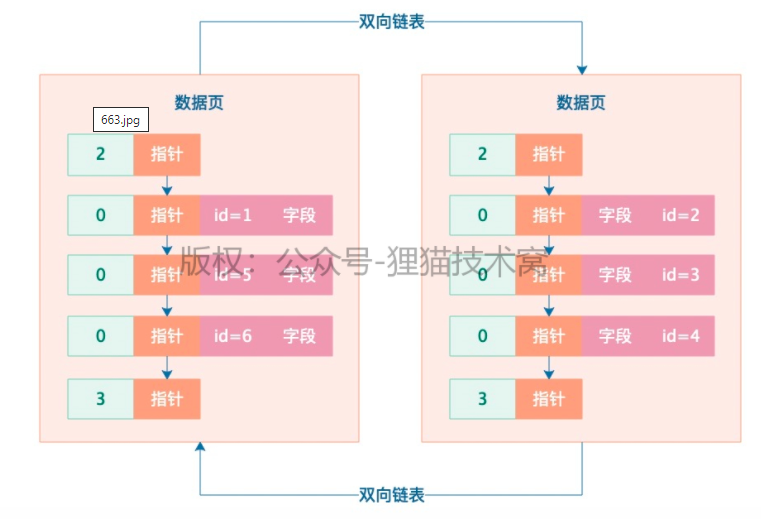 双向链表
数据页
663.jpg
2 指针
0 指针 id=1 字段
0 指针 id=5 字段
0 指针 id=6 字段
3 指针
数据页
2 指针
0 指针 字段 id=2
0 指针 字段 id=3
0 指针 字段 id=4
3 指针
版权：公众号-狸猫技术窝
双向链表